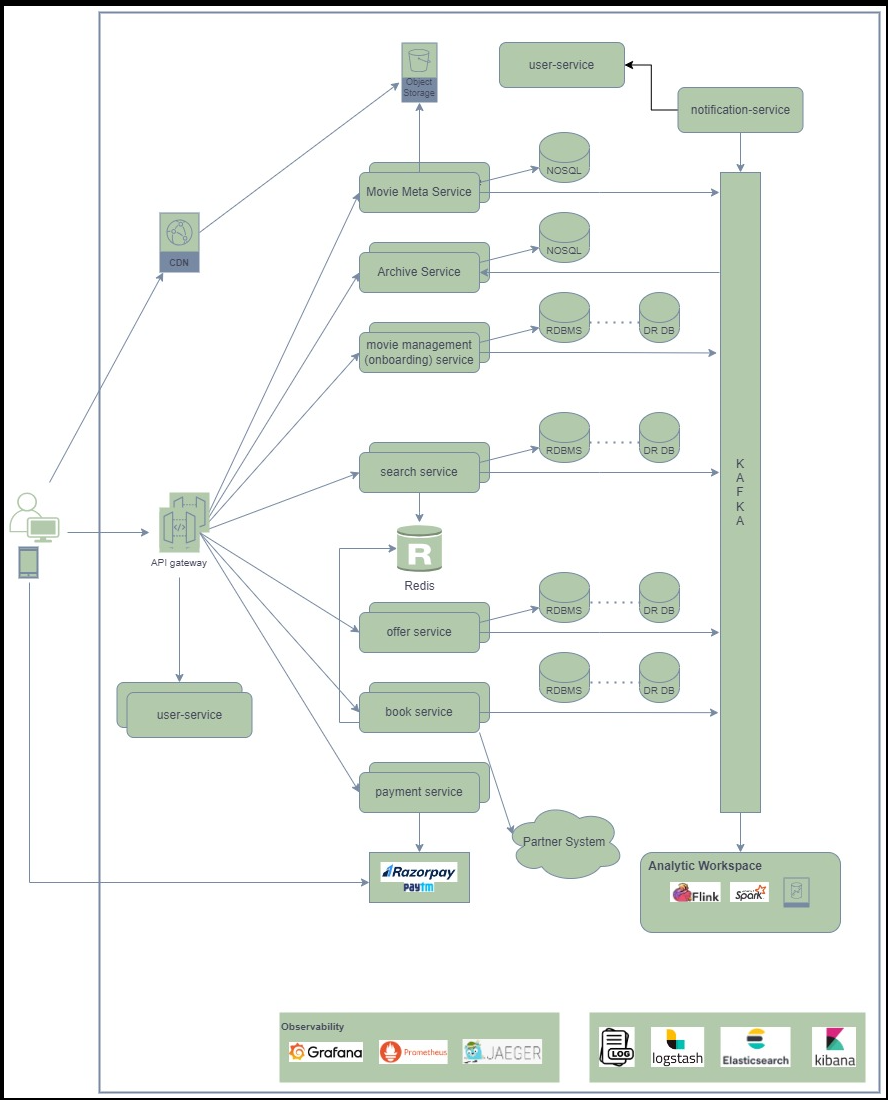 Object
Storage
user-service
notification-service
NOSQL
Movie Meta Service
NOSQL
CDN
Archive Service
RDBMS
DR DB
movie management
(onboarding) service
RDBMS
DR DB
search service
K
A
F
K
A
R
</>
API gateway
Redis
RDBMS
DR DB
offer service
RDBMS
DR DB
user-service
book service
payment service
Partner System
Razorpay
paytm
Analytic Workspace
Flink
Spark
Observability
Grafana
Prometheus
JAEGER
LOG
logstash
Elasticsearch
kibana